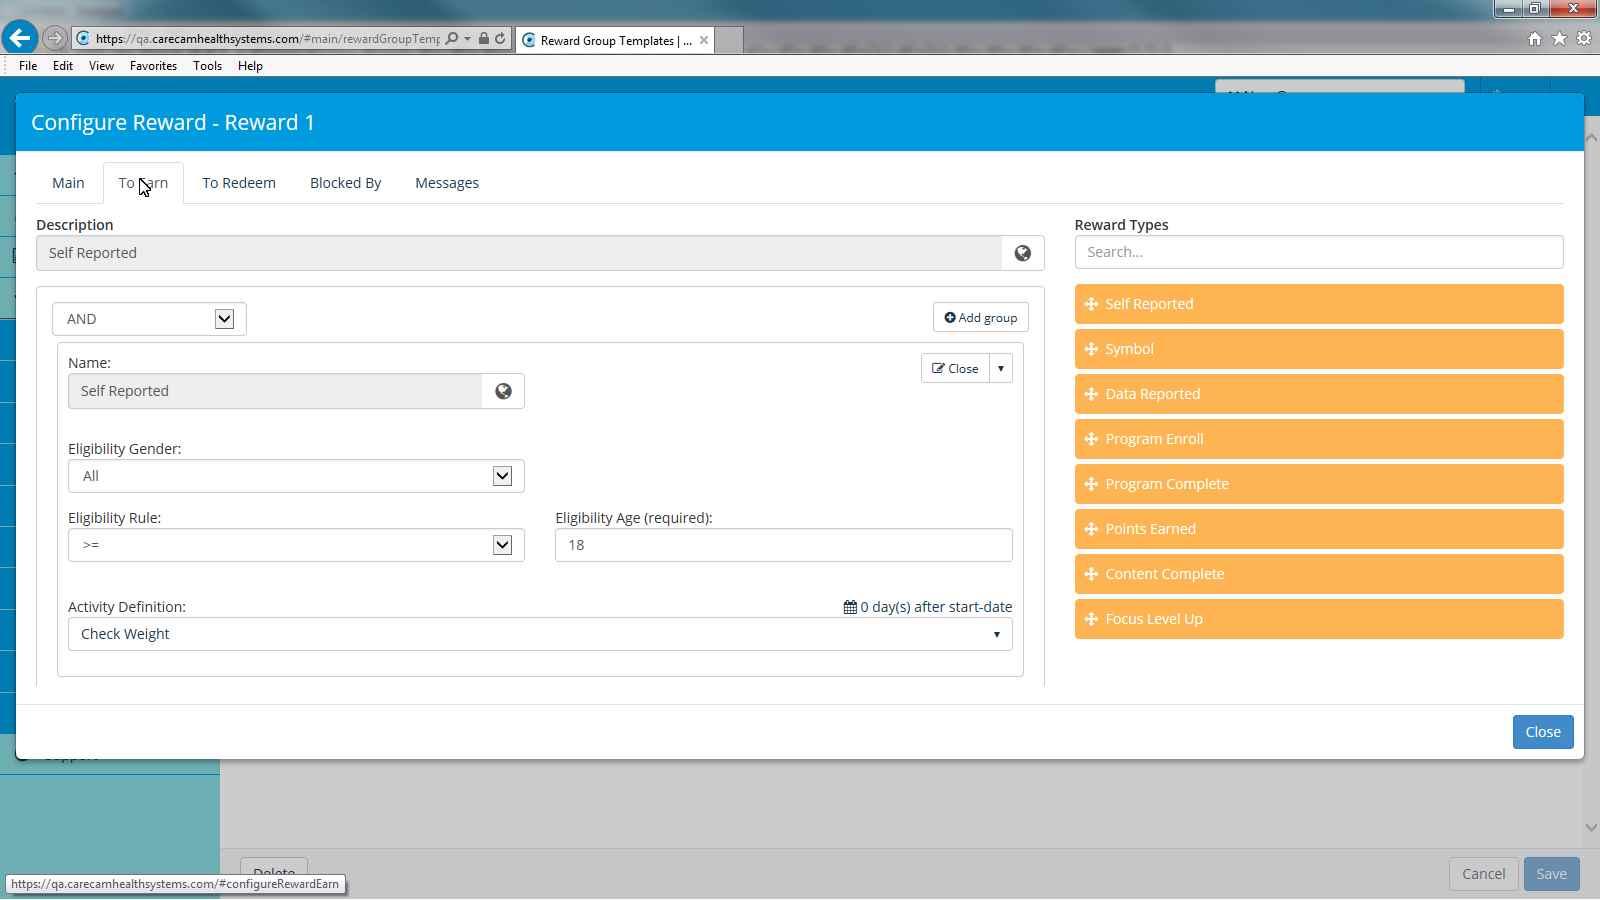 https://qa.carecamhealthsystems.com/#main/rewardGroupTemp
Reward Group Templates | ...
File Edit View Favorites Tools Help
Configure Reward - Reward 1
Main To Earn To Redeem Blocked By Messages
Description
Self Reported
AND
Add group
Name:
Close
Self Reported
Eligibility Gender:
All
Eligibility Rule:
Eligibility Age (required):
>=
18
Activity Definition:
0 day(s) after start-date
Check Weight
Reward Types
Search...
Self Reported
Symbol
Data Reported
Program Enroll
Program Complete
Points Earned
Content Complete
Focus Level Up
Close
Support
Delete
Cancel Save
https://qa.carecamhealthsystems.com/#configureRewardEarn